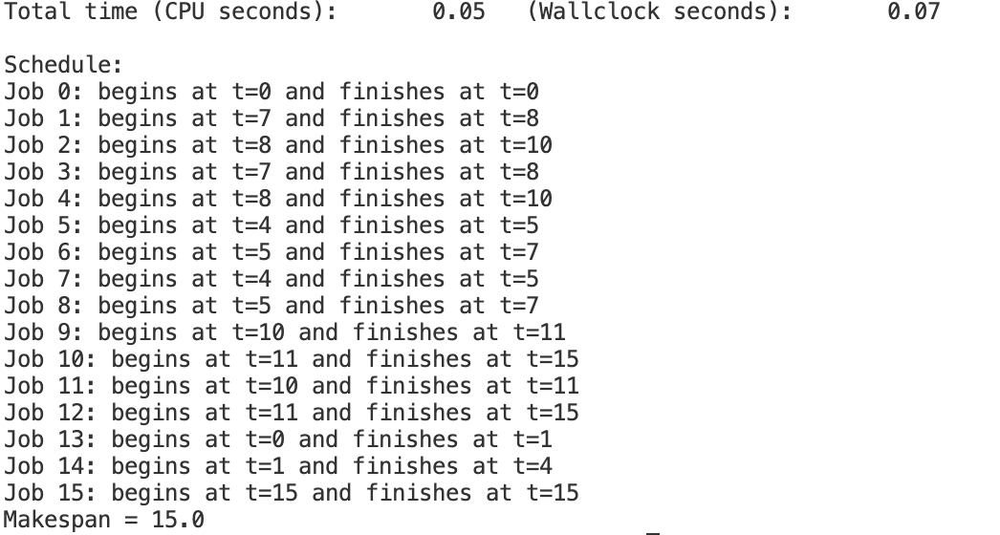 Total time (CPU seconds):       0.05   (Wallclock seconds):       0.07
Schedule:
Job 0: begins at t=0 and finishes at t=0
Job 1: begins at t=7 and finishes at t=8
Job 2: begins at t=8 and finishes at t=10
Job 3: begins at t=7 and finishes at t=8
Job 4: begins at t=8 and finishes at t=10
Job 5: begins at t=4 and finishes at t=5
Job 6: begins at t=5 and finishes at t=7
Job 7: begins at t=4 and finishes at t=5
Job 8: begins at t=5 and finishes at t=7
Job 9: begins at t=10 and finishes at t=11
Job 10: begins at t=11 and finishes at t=15
Job 11: begins at t=10 and finishes at t=11
Job 12: begins at t=11 and finishes at t=15
Job 13: begins at t=0 and finishes at t=1
Job 14: begins at t=1 and finishes at t=4
Job 15: begins at t=15 and finishes at t=15
Makespan = 15.0